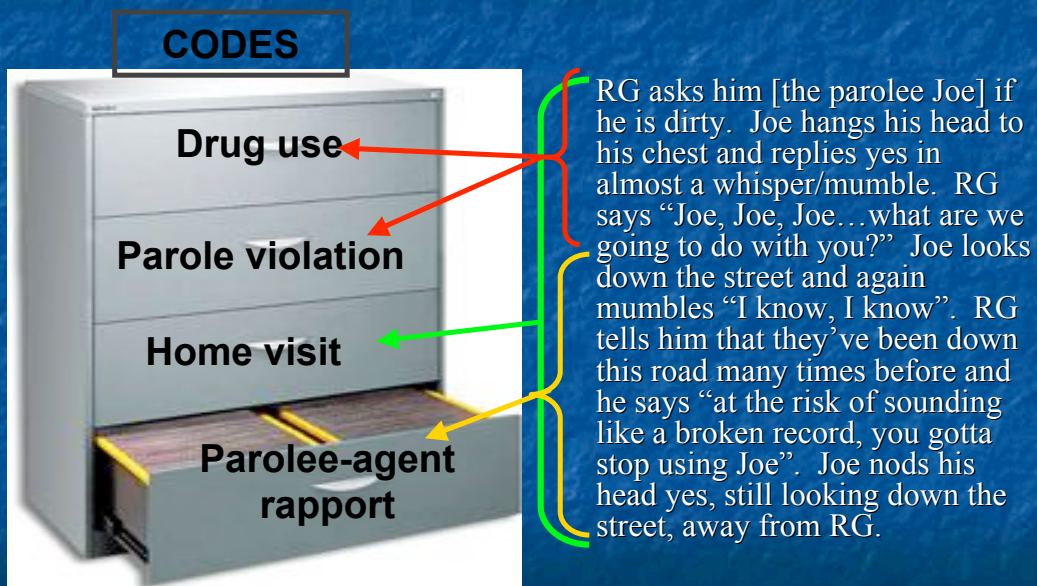 CODES
Drug use
Parole violation
Home visit
Parolee-agent
rapport
RG asks him [the parolee Joe] if
he is dirty.  Joe hangs his head to
his chest and replies yes in
almost a whisper/mumble.  RG
says “Joe, Joe, Joe…what are we
going to do with you?”  Joe looks
down the street and again
mumbles “I know, I know”.  RG
tells him that they’ve been down
this road many times before and
he says “at the risk of sounding
like a broken record, you gotta
stop using Joe”.  Joe nods his
head yes, still looking down the
street, away from RG.